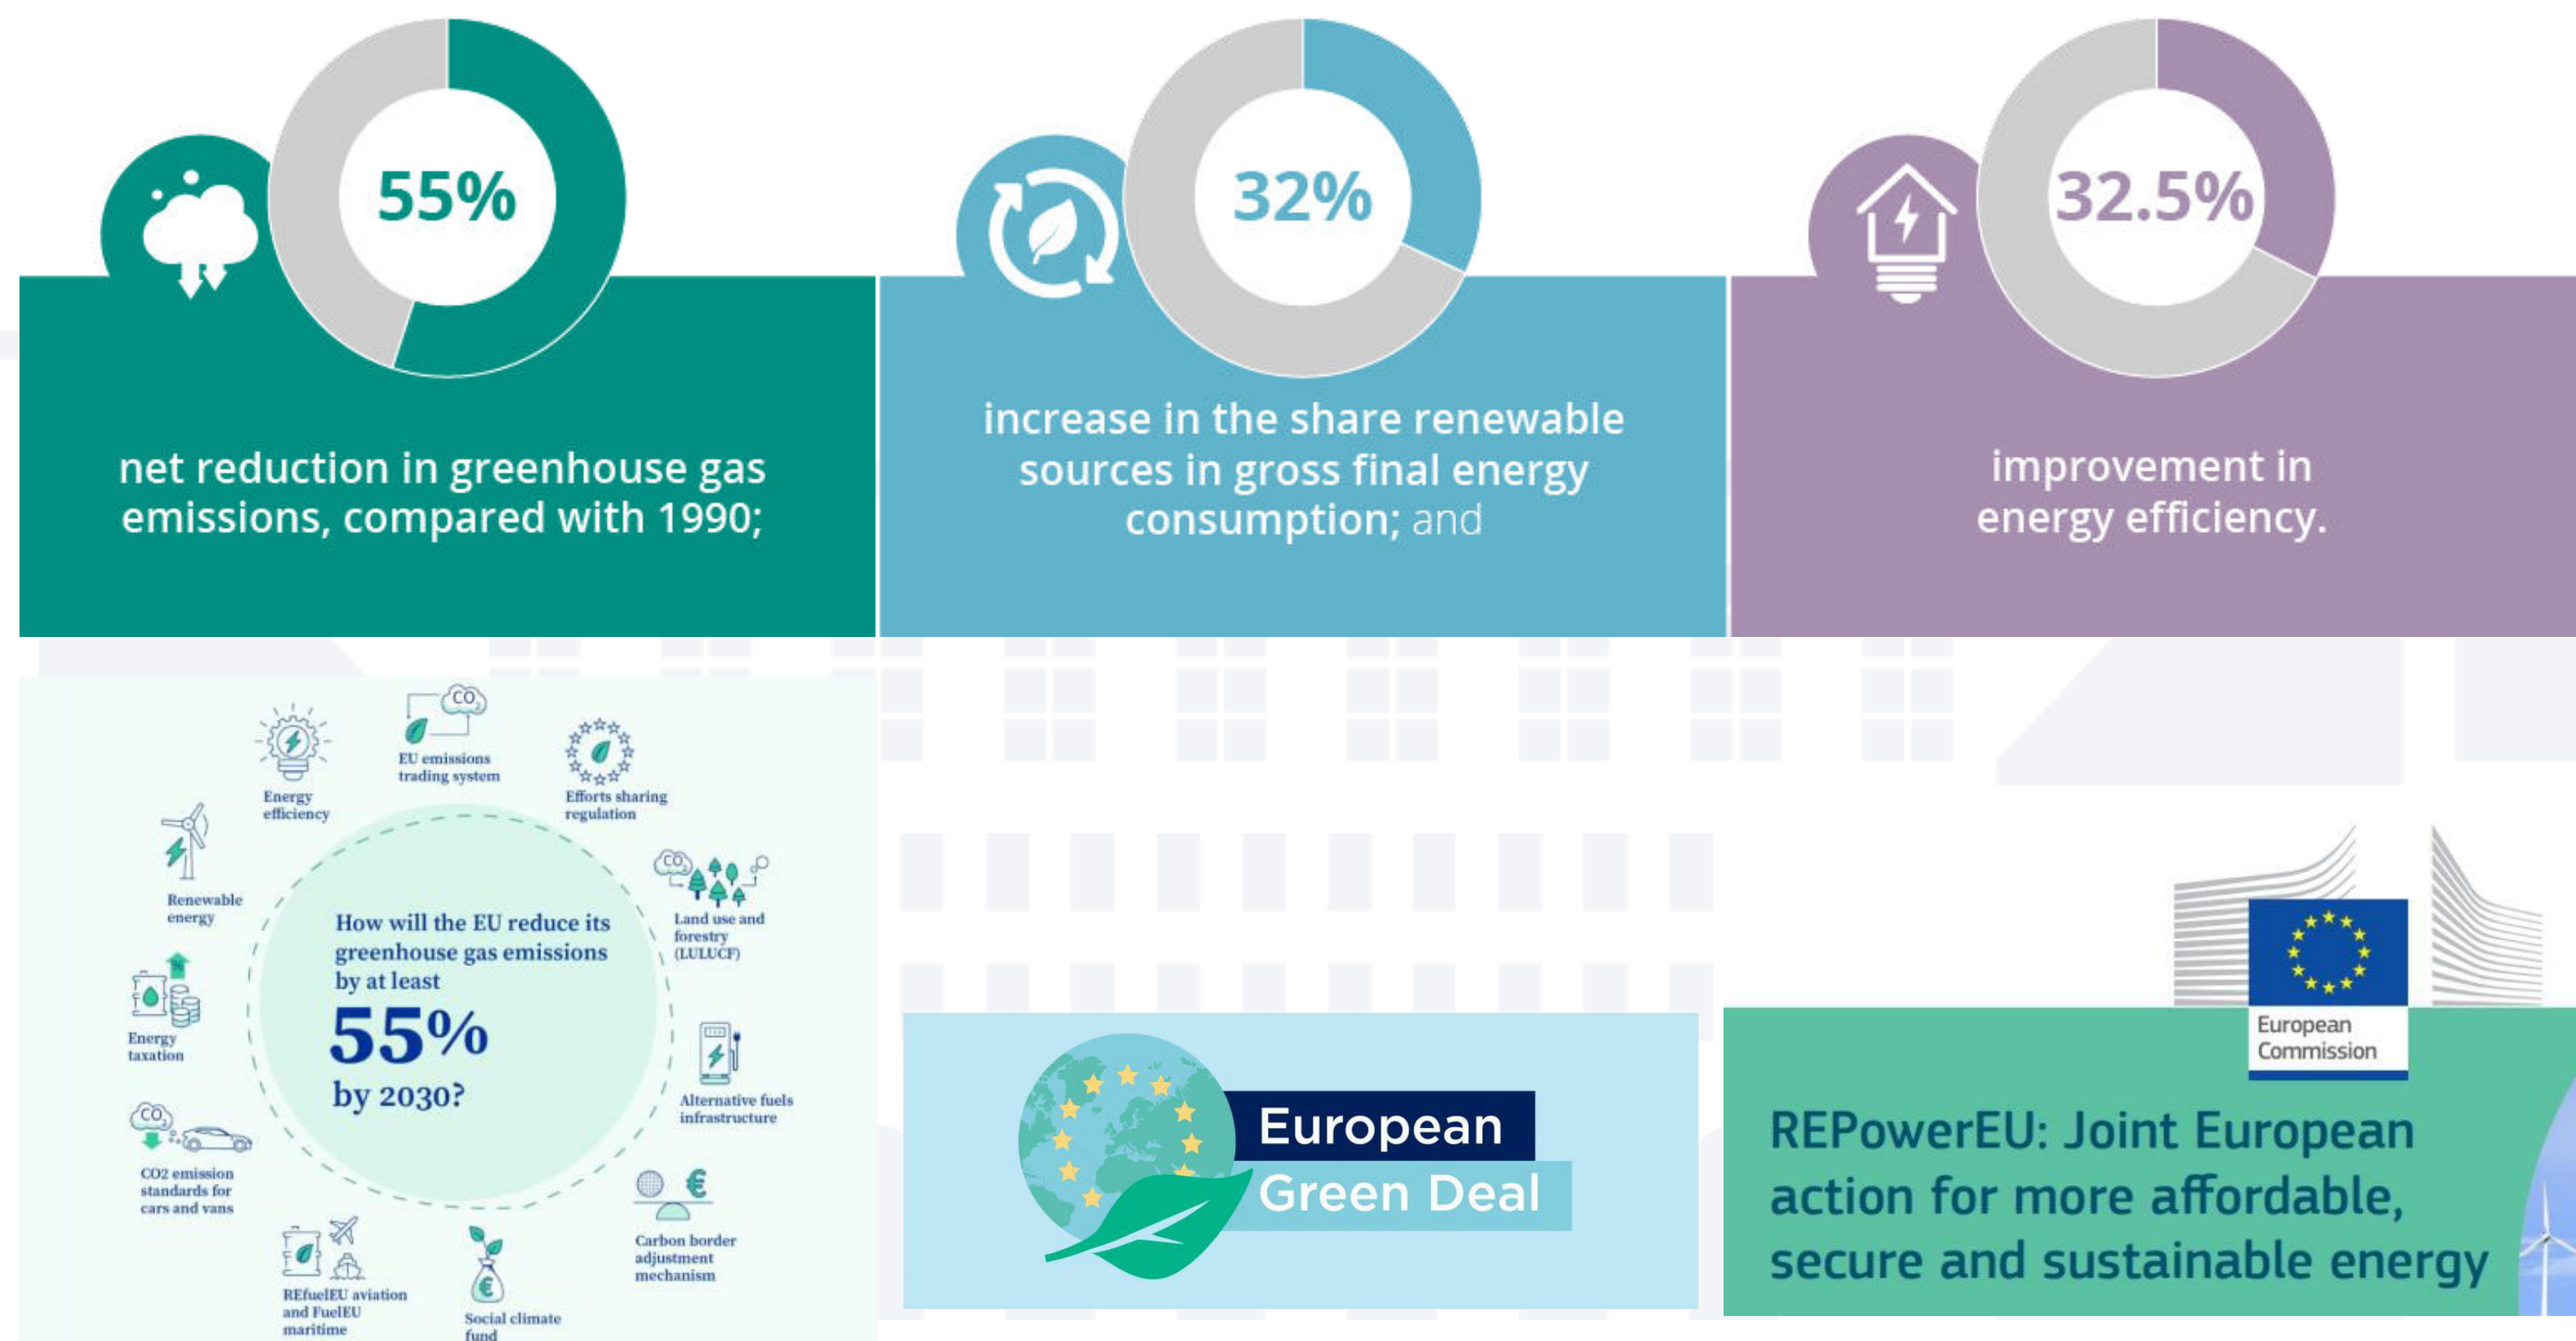 55%
net reduction in greenhouse gas
emissions, compared with 1990;
32%
increase in the share renewable
sources in gross final energy
consumption; and
32.5%
improvement in
energy efficiency.
CO2
EU emissions
trading system
Efforts sharing
regulation
CO2
Land use and
forestry
(LULUCF)
Alternative fuels
infrastructure
€
Carbon border
adjustment
mechanism
€
Social climate
fund
REfuelEU aviation
and FuelEU
maritime
CO2
CO2 emission
standards for
cars and vans
%
Energy
taxation
Renewable
energy
Energy
efficiency
How will the EU reduce its
greenhouse gas emissions
by at least
55%
by 2030?
European
Green Deal
European
Commission
REPowerEU: Joint European
action for more affordable,
secure and sustainable energy